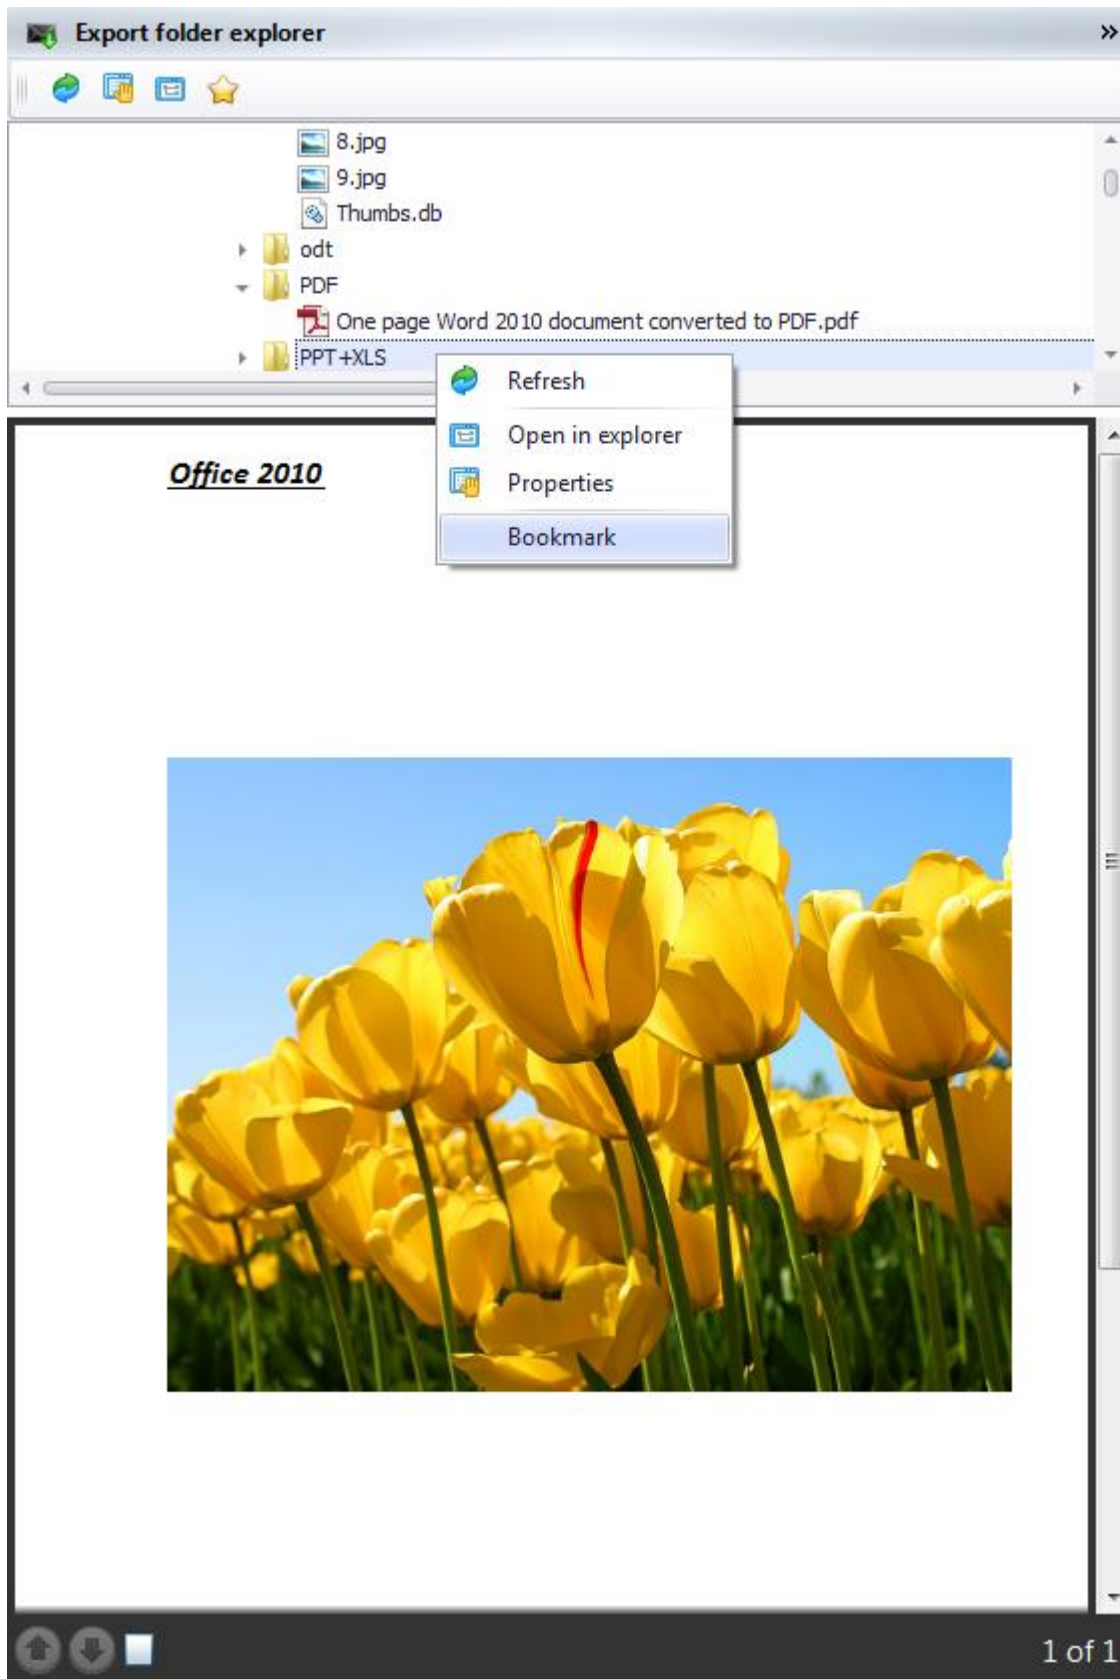 Export folder explorer
8.jpg
9.jpg
Thumbs.db
odt
PDF
One page Word 2010 document converted to PDF.pdf
PPT+XLS
Refresh
Open in explorer
Properties
Bookmark
Office 2010
1 of 1